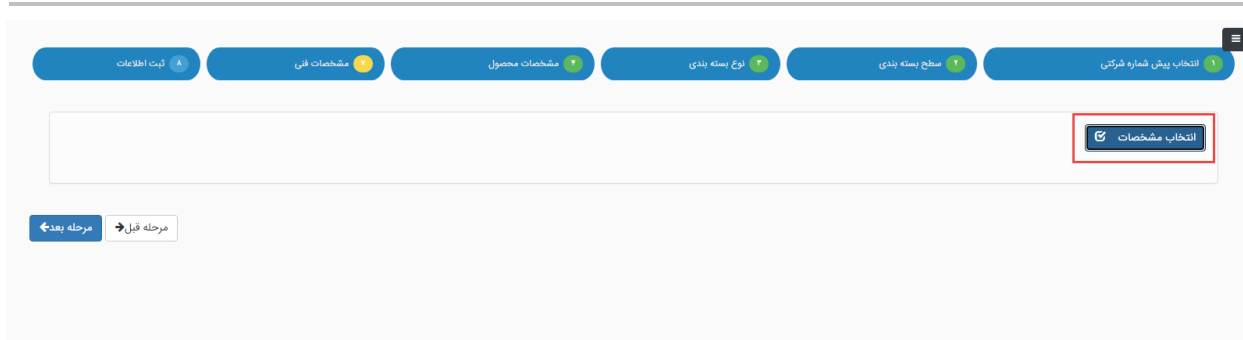 ۱ انتخاب پیش شماره شرکتی
۲ سطح بسته بندی
۳ نوع بسته بندی
۴ مشخصات محصول
۷ مشخصات فنی
۸ ثبت اطلاعات
انتخاب مشخصات
مرحله قبل
مرحله بعد